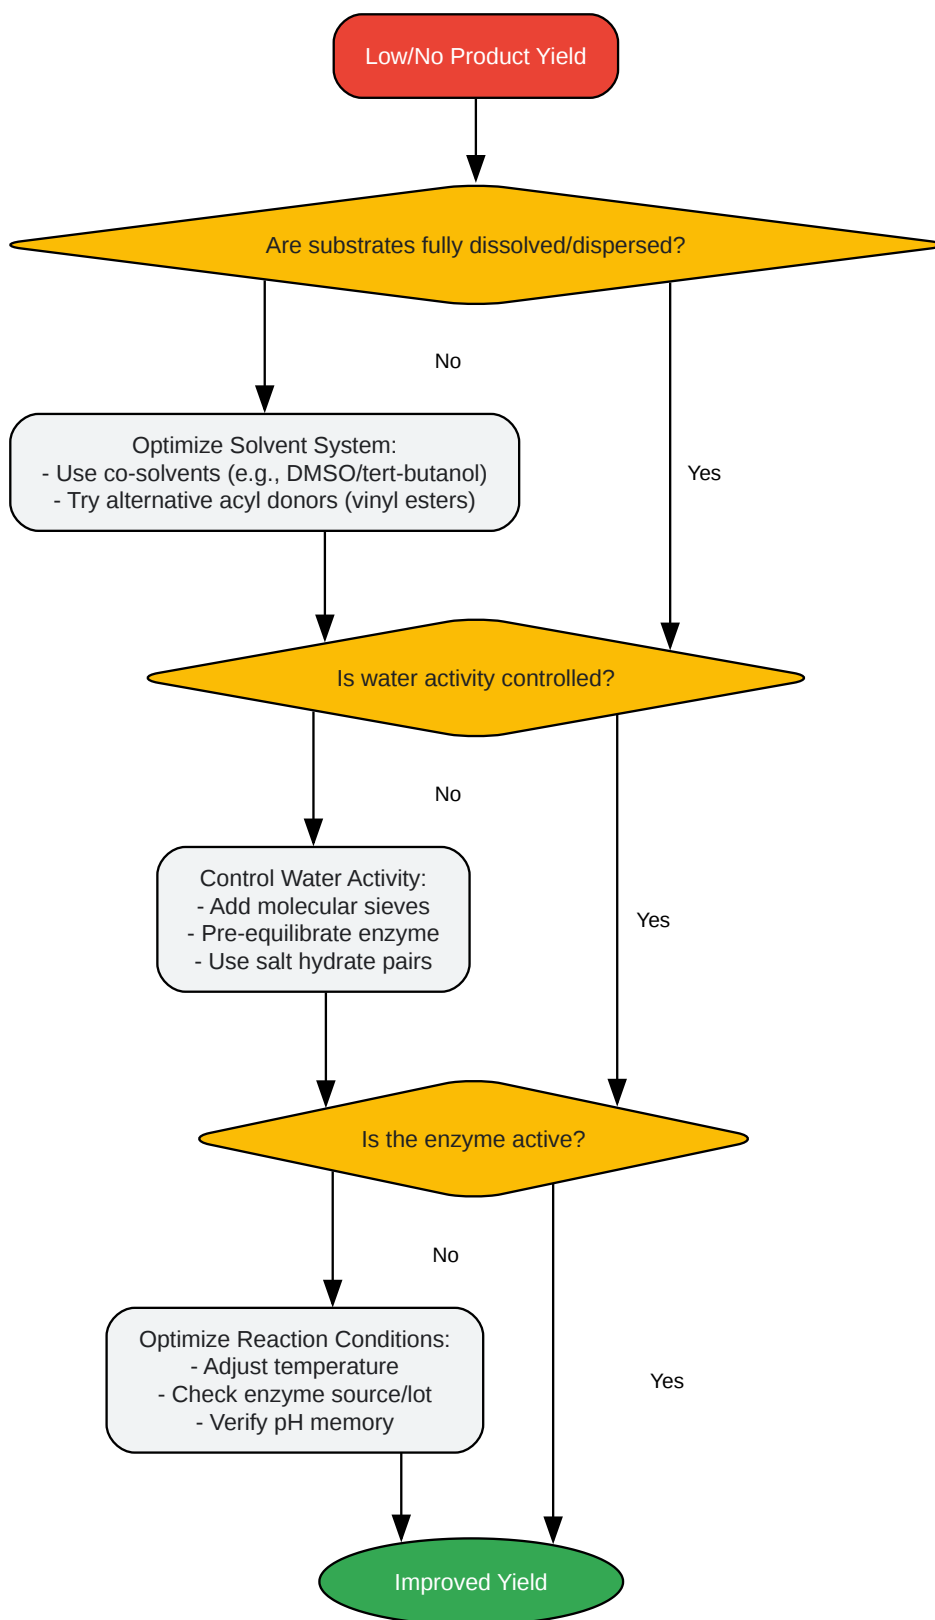 Low/No Product Yield
Are substrates fully dissolved/dispersed?
No
Optimize Solvent System:
- Use co-solvents (e.g., DMSO/tert-butanol)
- Try alternative acyl donors (vinyl esters)
Yes
Is water activity controlled?
No
Control Water Activity:
- Add molecular sieves
- Pre-equilibrate enzyme
- Use salt hydrate pairs
Yes
Is the enzyme active?
No
Optimize Reaction Conditions:
- Adjust temperature
- Check enzyme source/lot
- Verify pH memory
Yes
Improved Yield